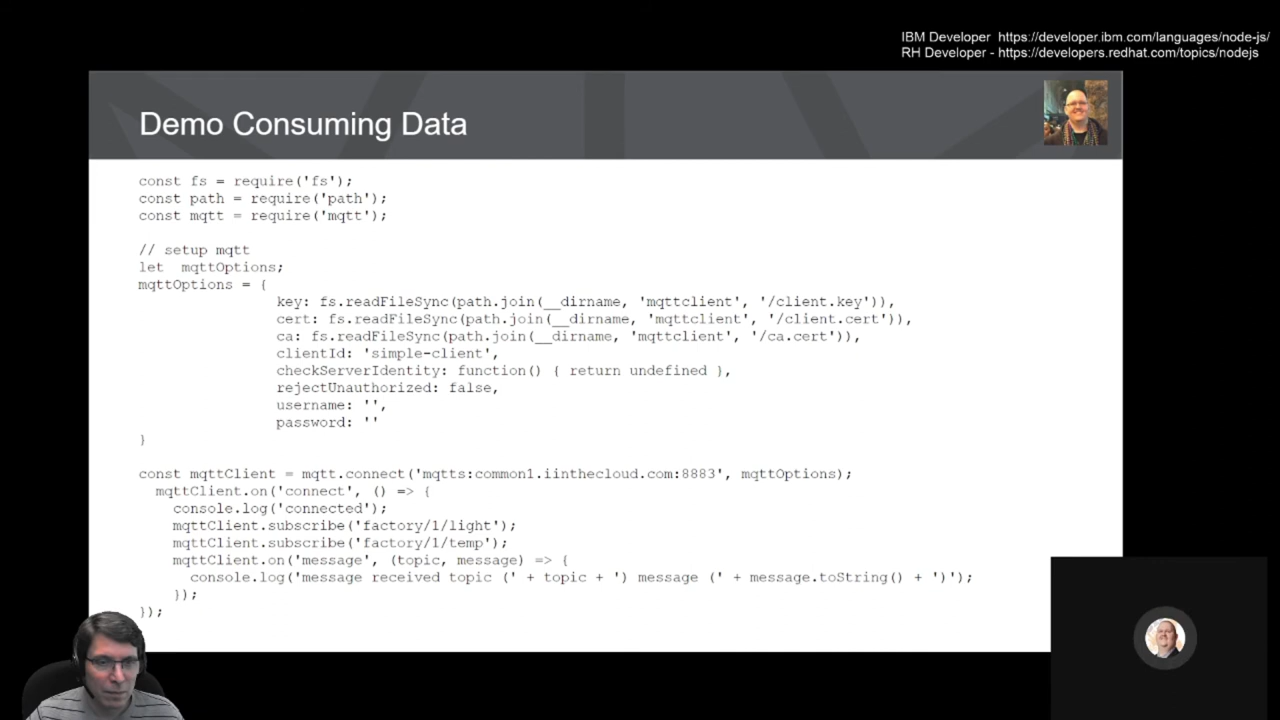 IBM Developer  https://developer.ibm.com/languages/node-js/
RH Developer - https://developers.redhat.com/topics/nodejs
Demo Consuming Data
const fs = require('fs');
const path = require('path');
const mqtt = require('mqtt');
// setup mqtt
let  mqttOptions;
mqttOptions = {
key: fs.readFileSync(path.join(__dirname, 'mqttclient', '/client.key')),
cert: fs.readFileSync(path.join(__dirname, 'mqttclient', '/client.cert')),
ca: fs.readFileSync(path.join(__dirname, 'mqttclient', '/ca.cert')),
clientId: 'simple-client',
checkServerIdentity: function() { return undefined },
rejectUnauthorized: false,
username: '',
password: ''
}
const mqttClient = mqtt.connect('mqtts:common1.iinthecloud.com:8883', mqttOptions);
mqttClient.on('connect', () => {
console.log('connected');
mqttClient.subscribe('factory/1/light');
mqttClient.subscribe('factory/1/temp');
mqttClient.on('message', (topic, message) => {
console.log('message received topic (' + topic + ') message (' + message.toString() + ')');
});
});